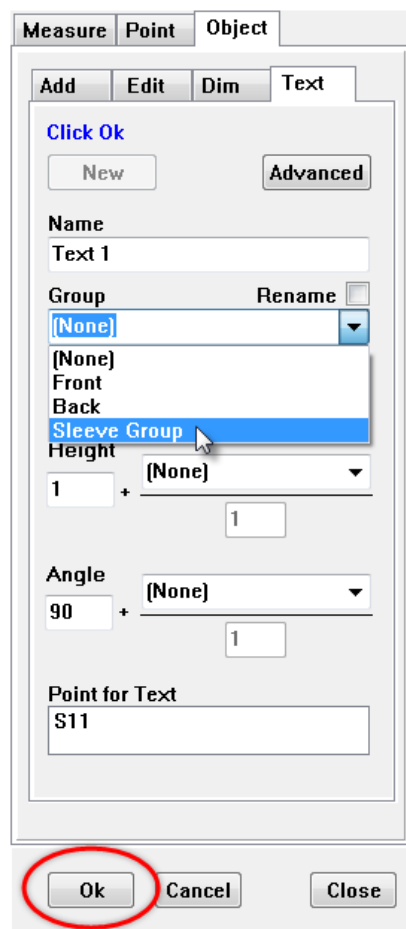 Measure Point Object
Add Edit Dim Text
Click Ok
New Advanced
Name
Text 1
Group Rename
(None)
(None)
Front
Back
Sleeve Group
Height
1 + (None)
1
Angle
90 + (None)
1
Point for Text
S11
Ok Cancel Close